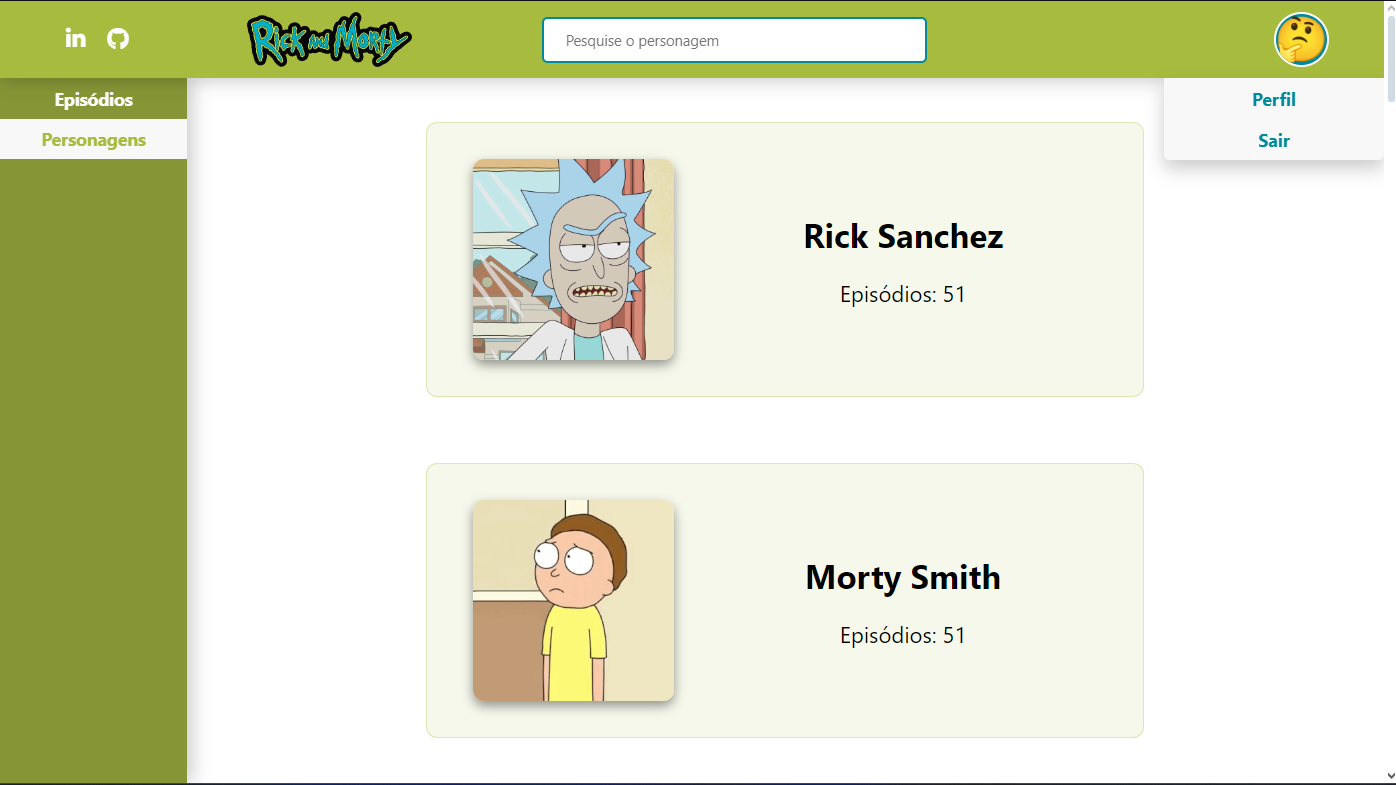 in
Rick and Morty
Pesquise o personagem
Episódios
Personagens
Perfil
Sair
Rick Sanchez
Episódios: 51
Morty Smith
Episódios: 51